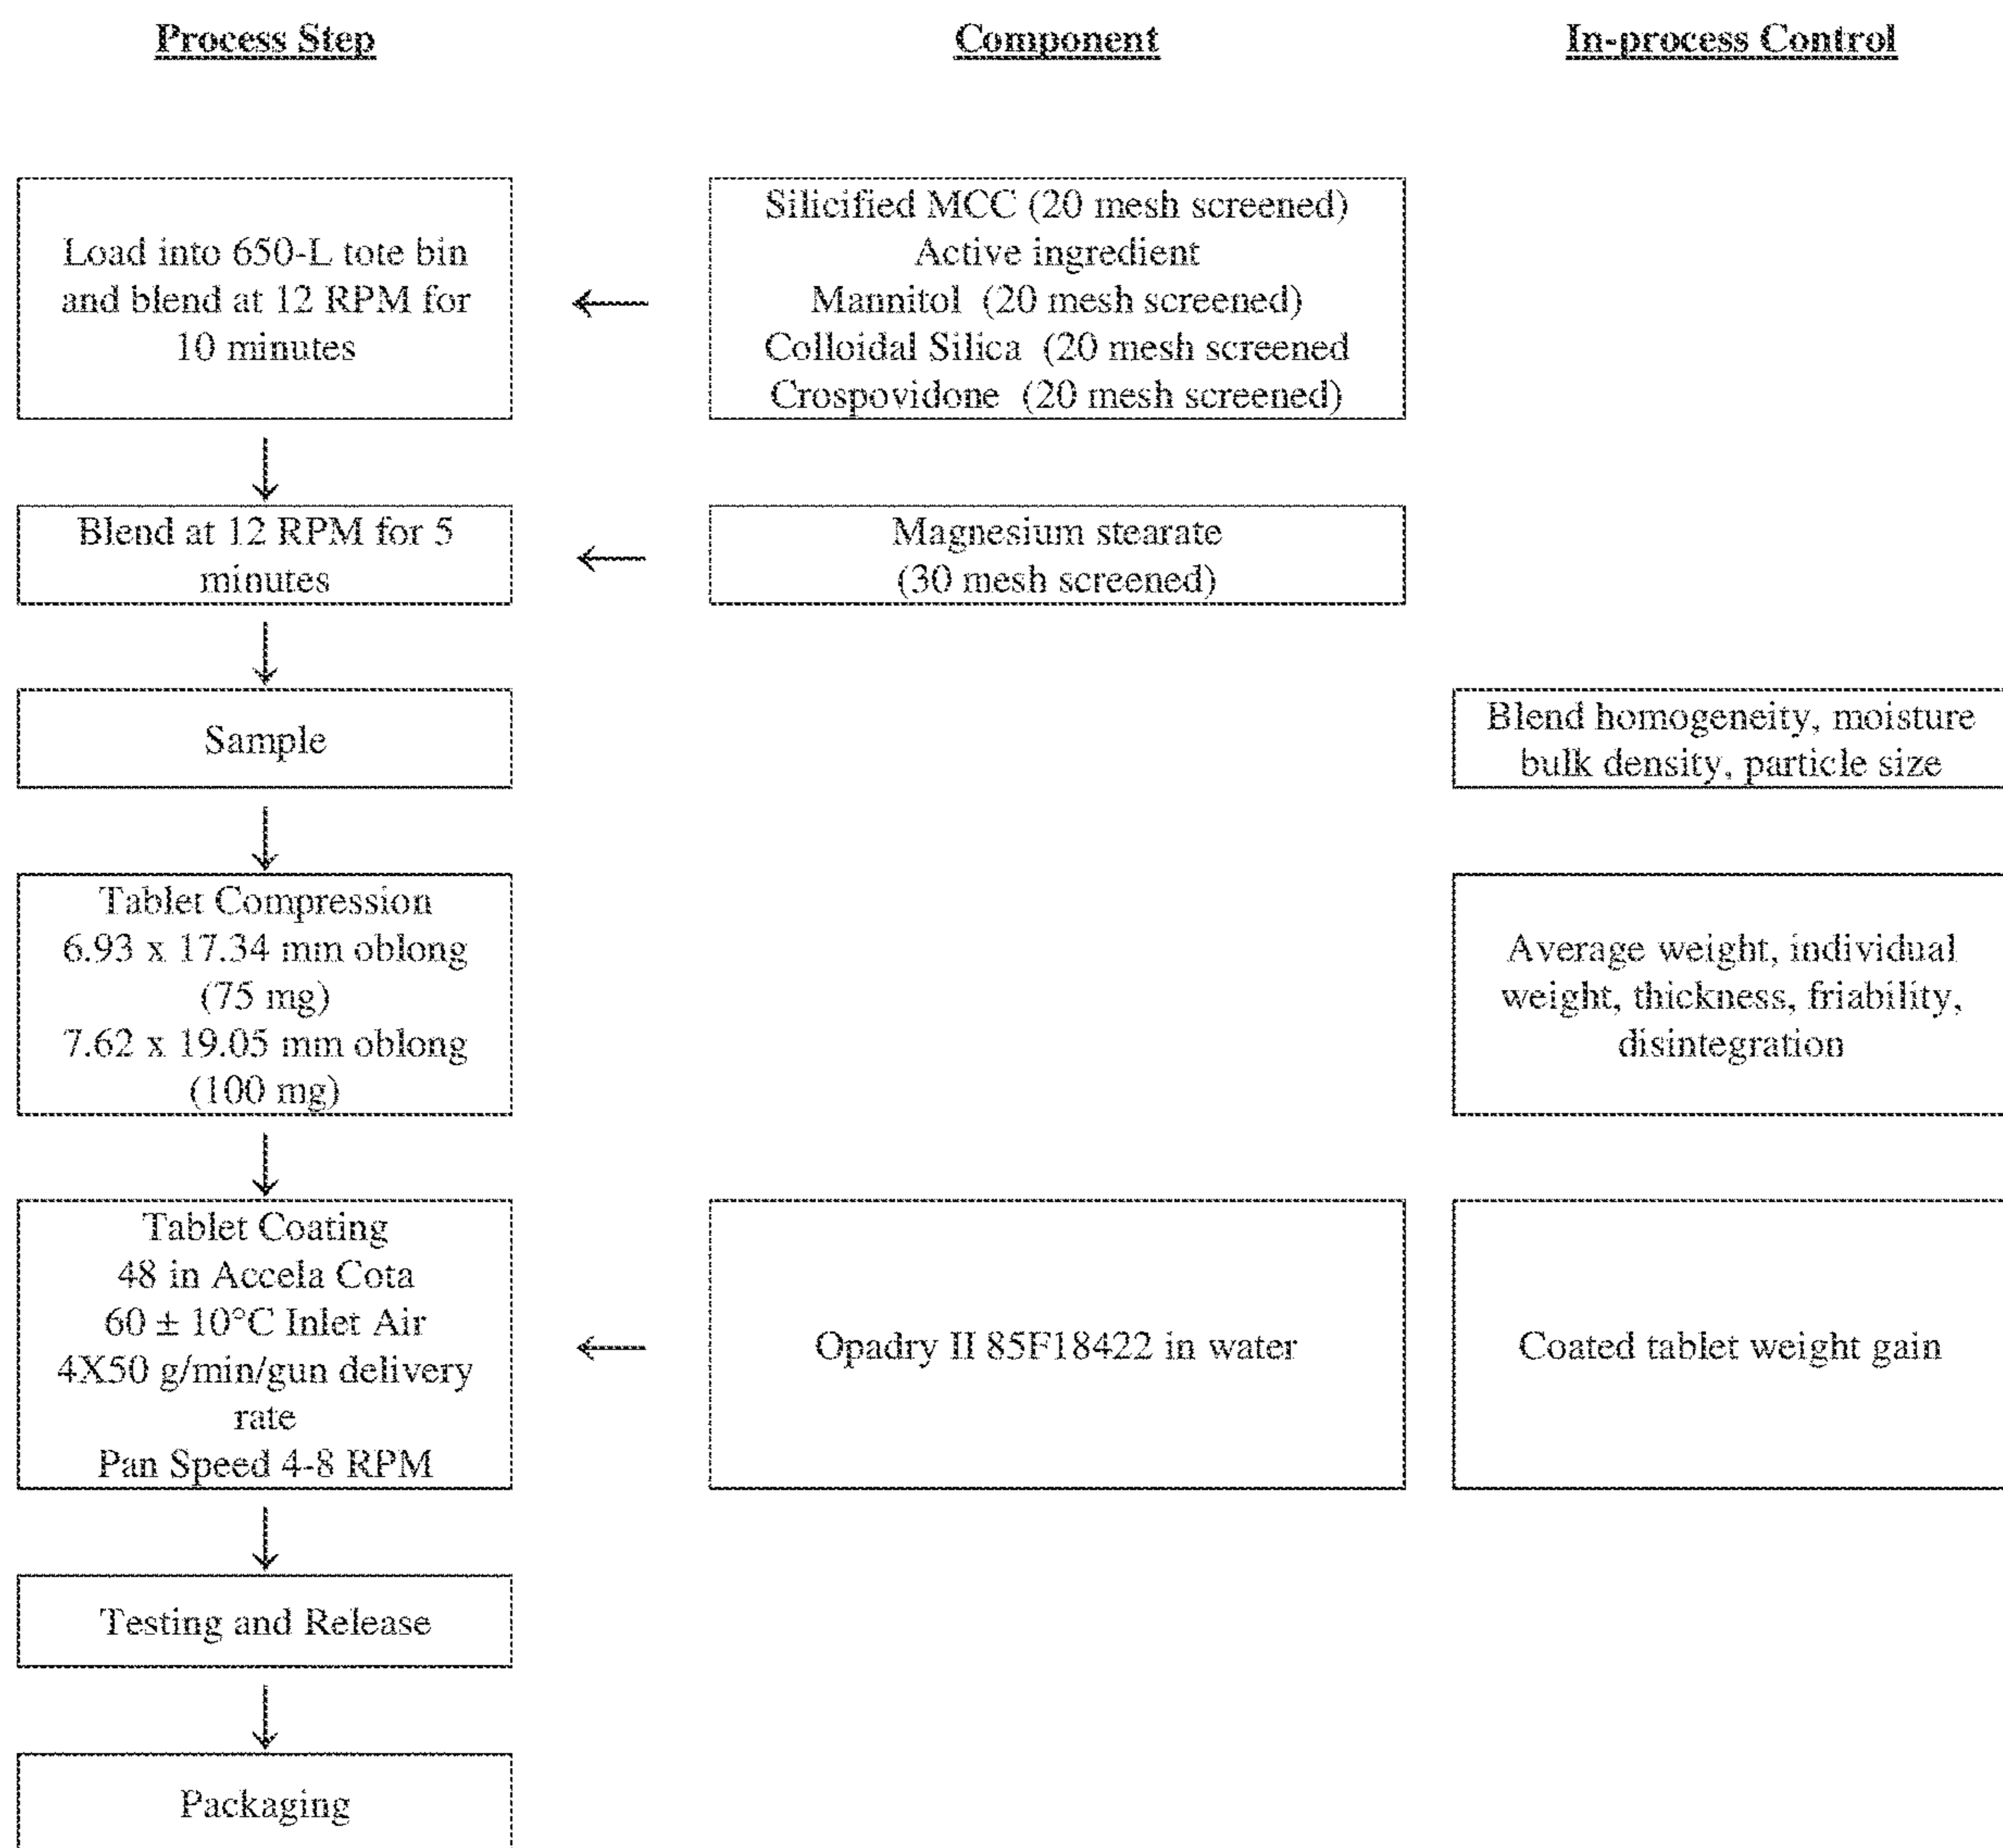 Process Step
Component
In-process Control
Load into 650-L tote bin
and blend at 12 RPM for
10 minutes
Silicified MCC (20 mesh screened)
Active ingredient
Mannitol (20 mesh screened)
Colloidal Silica (20 mesh screened
Crospovidone (20 mesh screened)
Blend at 12 RPM for 5
minutes
Magnesium stearate
(30 mesh screened)
Sample
Blend homogeneity, moisture
bulk density, particle size
Tablet Compression
6.93 x 17.34 mm oblong
(75 mg)
7.62 x 19.05 mm oblong
(100 mg)
Average weight, individual
weight, thickness, friability,
disintegration
Tablet Coating
48 in Accela Cota
60 ± 10°C Inlet Air
4X50 g/min/gun delivery
rate
Pan Speed 4-8 RPM
Opadry II 85F18422 in water
Coated tablet weight gain
Testing and Release
Packaging